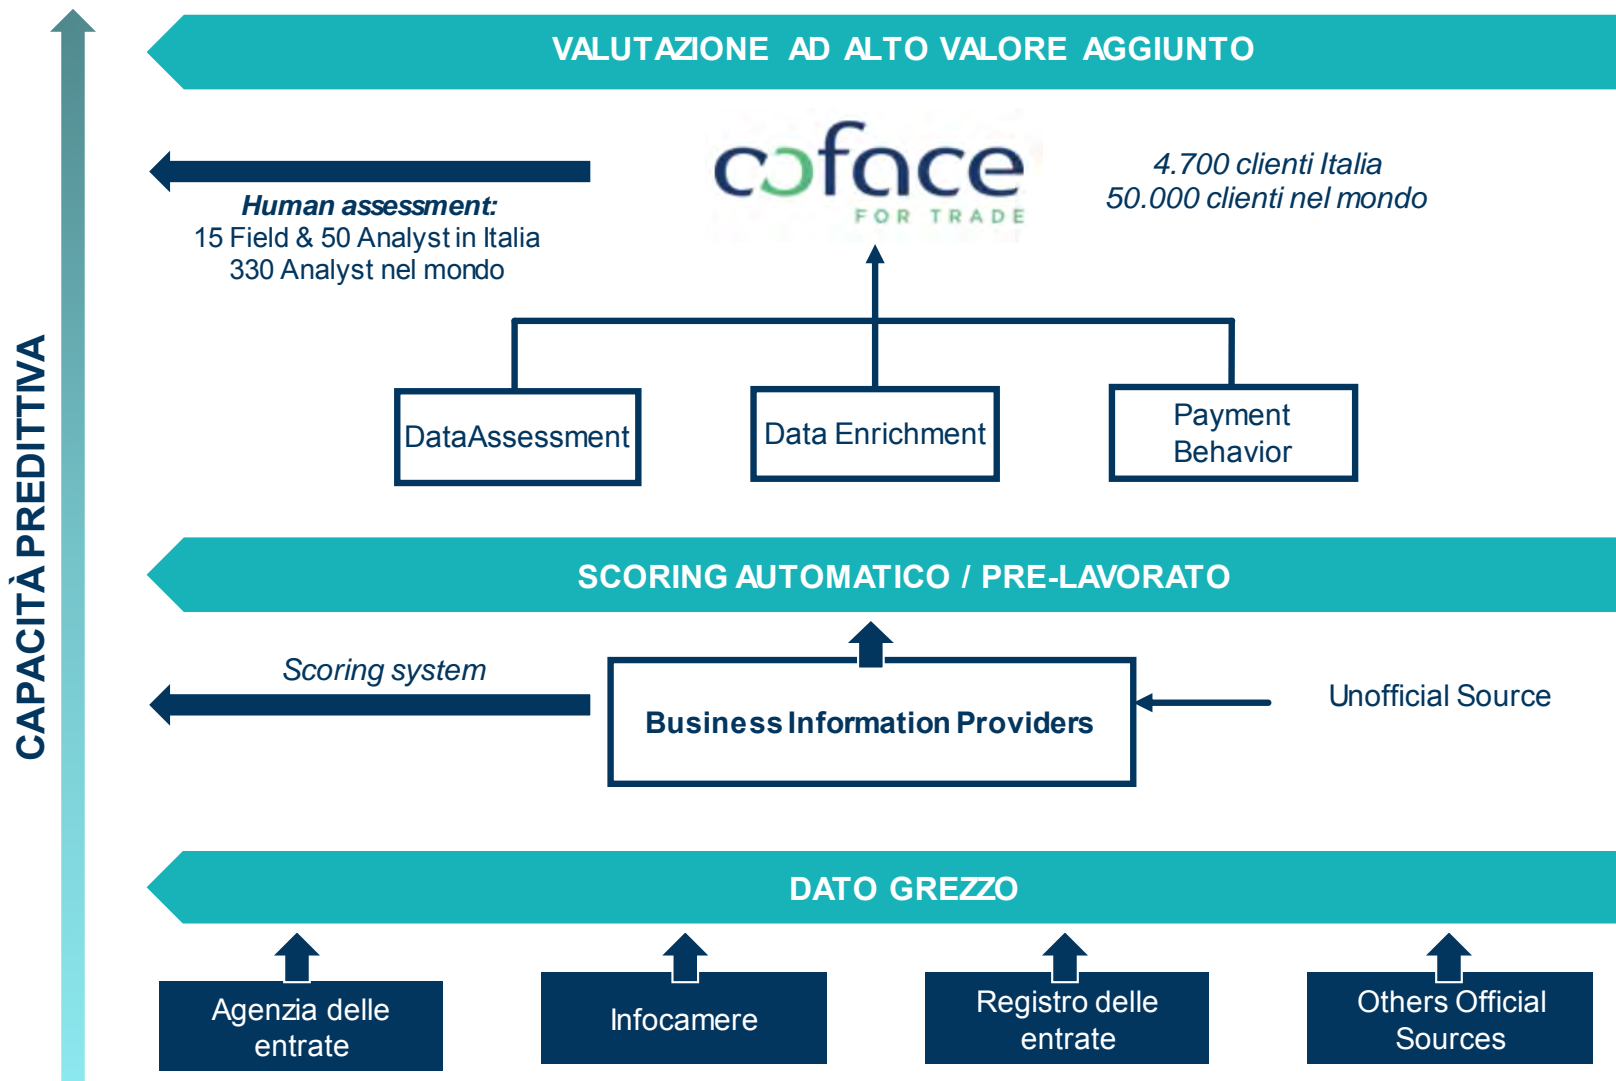 VALUTAZIONE AD ALTO VALORE AGGIUNTO
coface
FOR TRADE
4.700 clienti Italia
50.000 clienti nel mondo
Human assessment:
15 Field & 50 Analyst in Italia
330 Analyst nel mondo
CAPACITÀ PREDITTIVA
DataAssessment
Data Enrichment
Payment
Behavior
SCORING AUTOMATICO / PRE-LAVORATO
Scoring system
Business Information Providers
Unofficial Source
DATO GREZZO
Agenzia delle
entrate
Infocamere
Registro delle
entrate
Others Official
Sources